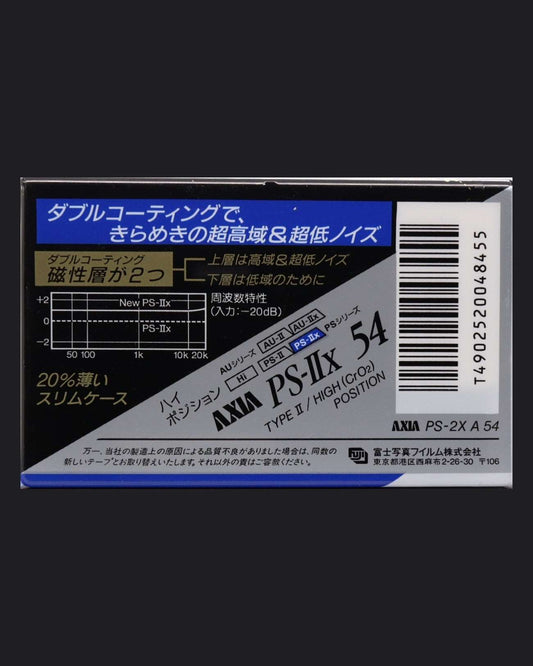 ダブルコーティングで、
きらめきの超高域&超低ノイズ
ダブルコーティング
磁性層が2つ
上層は高域&超低ノイズ
下層は低域のために
+2
0
−2
New PS-IIx
PS-IIx
50 100 1k 10k 20k
周波数特性
(入力:−20dB)
20%薄い
スリムケース
ハイ
ポジション
AUシリーズ AU-II AU-IIx
Hi PS-II PS-IIx PSシリーズ
AXIA PS-IIx 54
TYPE II/HIGH(CrO2)
POSITION
T4902520048455
AXIA PS-2X A 54
万一、当社の製造上の原因による品質不良がありました場合は、同数の
新しいテープとお取り替えいたします。それ以外の責はご容赦ください。
FUJI
富士写真フイルム株式会社
東京都港区西麻布2-26-30 〒106